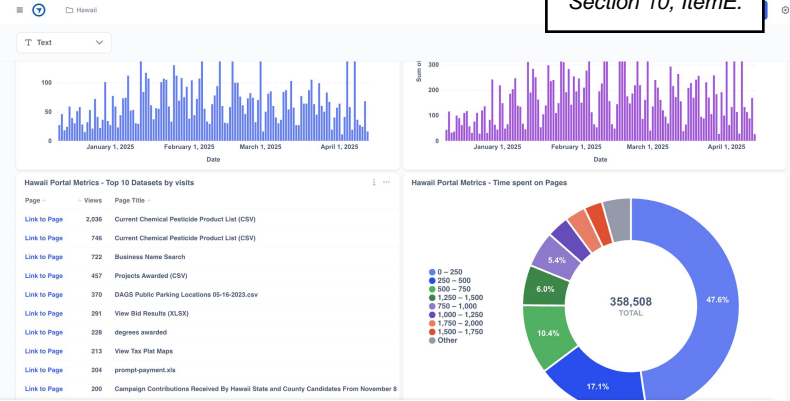 Section 10, ItemE.
Hawaii
T Text
100
50
0
January 1, 2025 February 1, 2025 March 1, 2025 April 1, 2025
Date
300
200
100
0
January 1, 2025 February 1, 2025 March 1, 2025 April 1, 2025
Date
Hawaii Portal Metrics - Top 10 Datasets by visits
Page Views Page Title
Link to Page 2,036 Current Chemical Pesticide Product List (CSV)
Link to Page 746 Current Chemical Pesticide Product List (CSV)
Link to Page 722 Business Name Search
Link to Page 457 Projects Awarded (CSV)
Link to Page 370 DAGS Public Parking Locations 05-16-2023.csv
Link to Page 291 View Bid Results (XLSX)
Link to Page 228 degrees awarded
Link to Page 213 View Tax Plat Maps
Link to Page 204 prompt-payment.xls
Link to Page 200 Campaign Contributions Received By Hawaii State and County Candidates From November 8
Hawaii Portal Metrics - Time spent on Pages
0 – 250
250 – 500
500 – 750
1,250 – 1,500
750 – 1,000
1,000 – 1,250
1,750 – 2,000
1,500 – 1,750
Other
5.4%
6.0%
10.4%
17.1%
47.6%
358,508
TOTAL